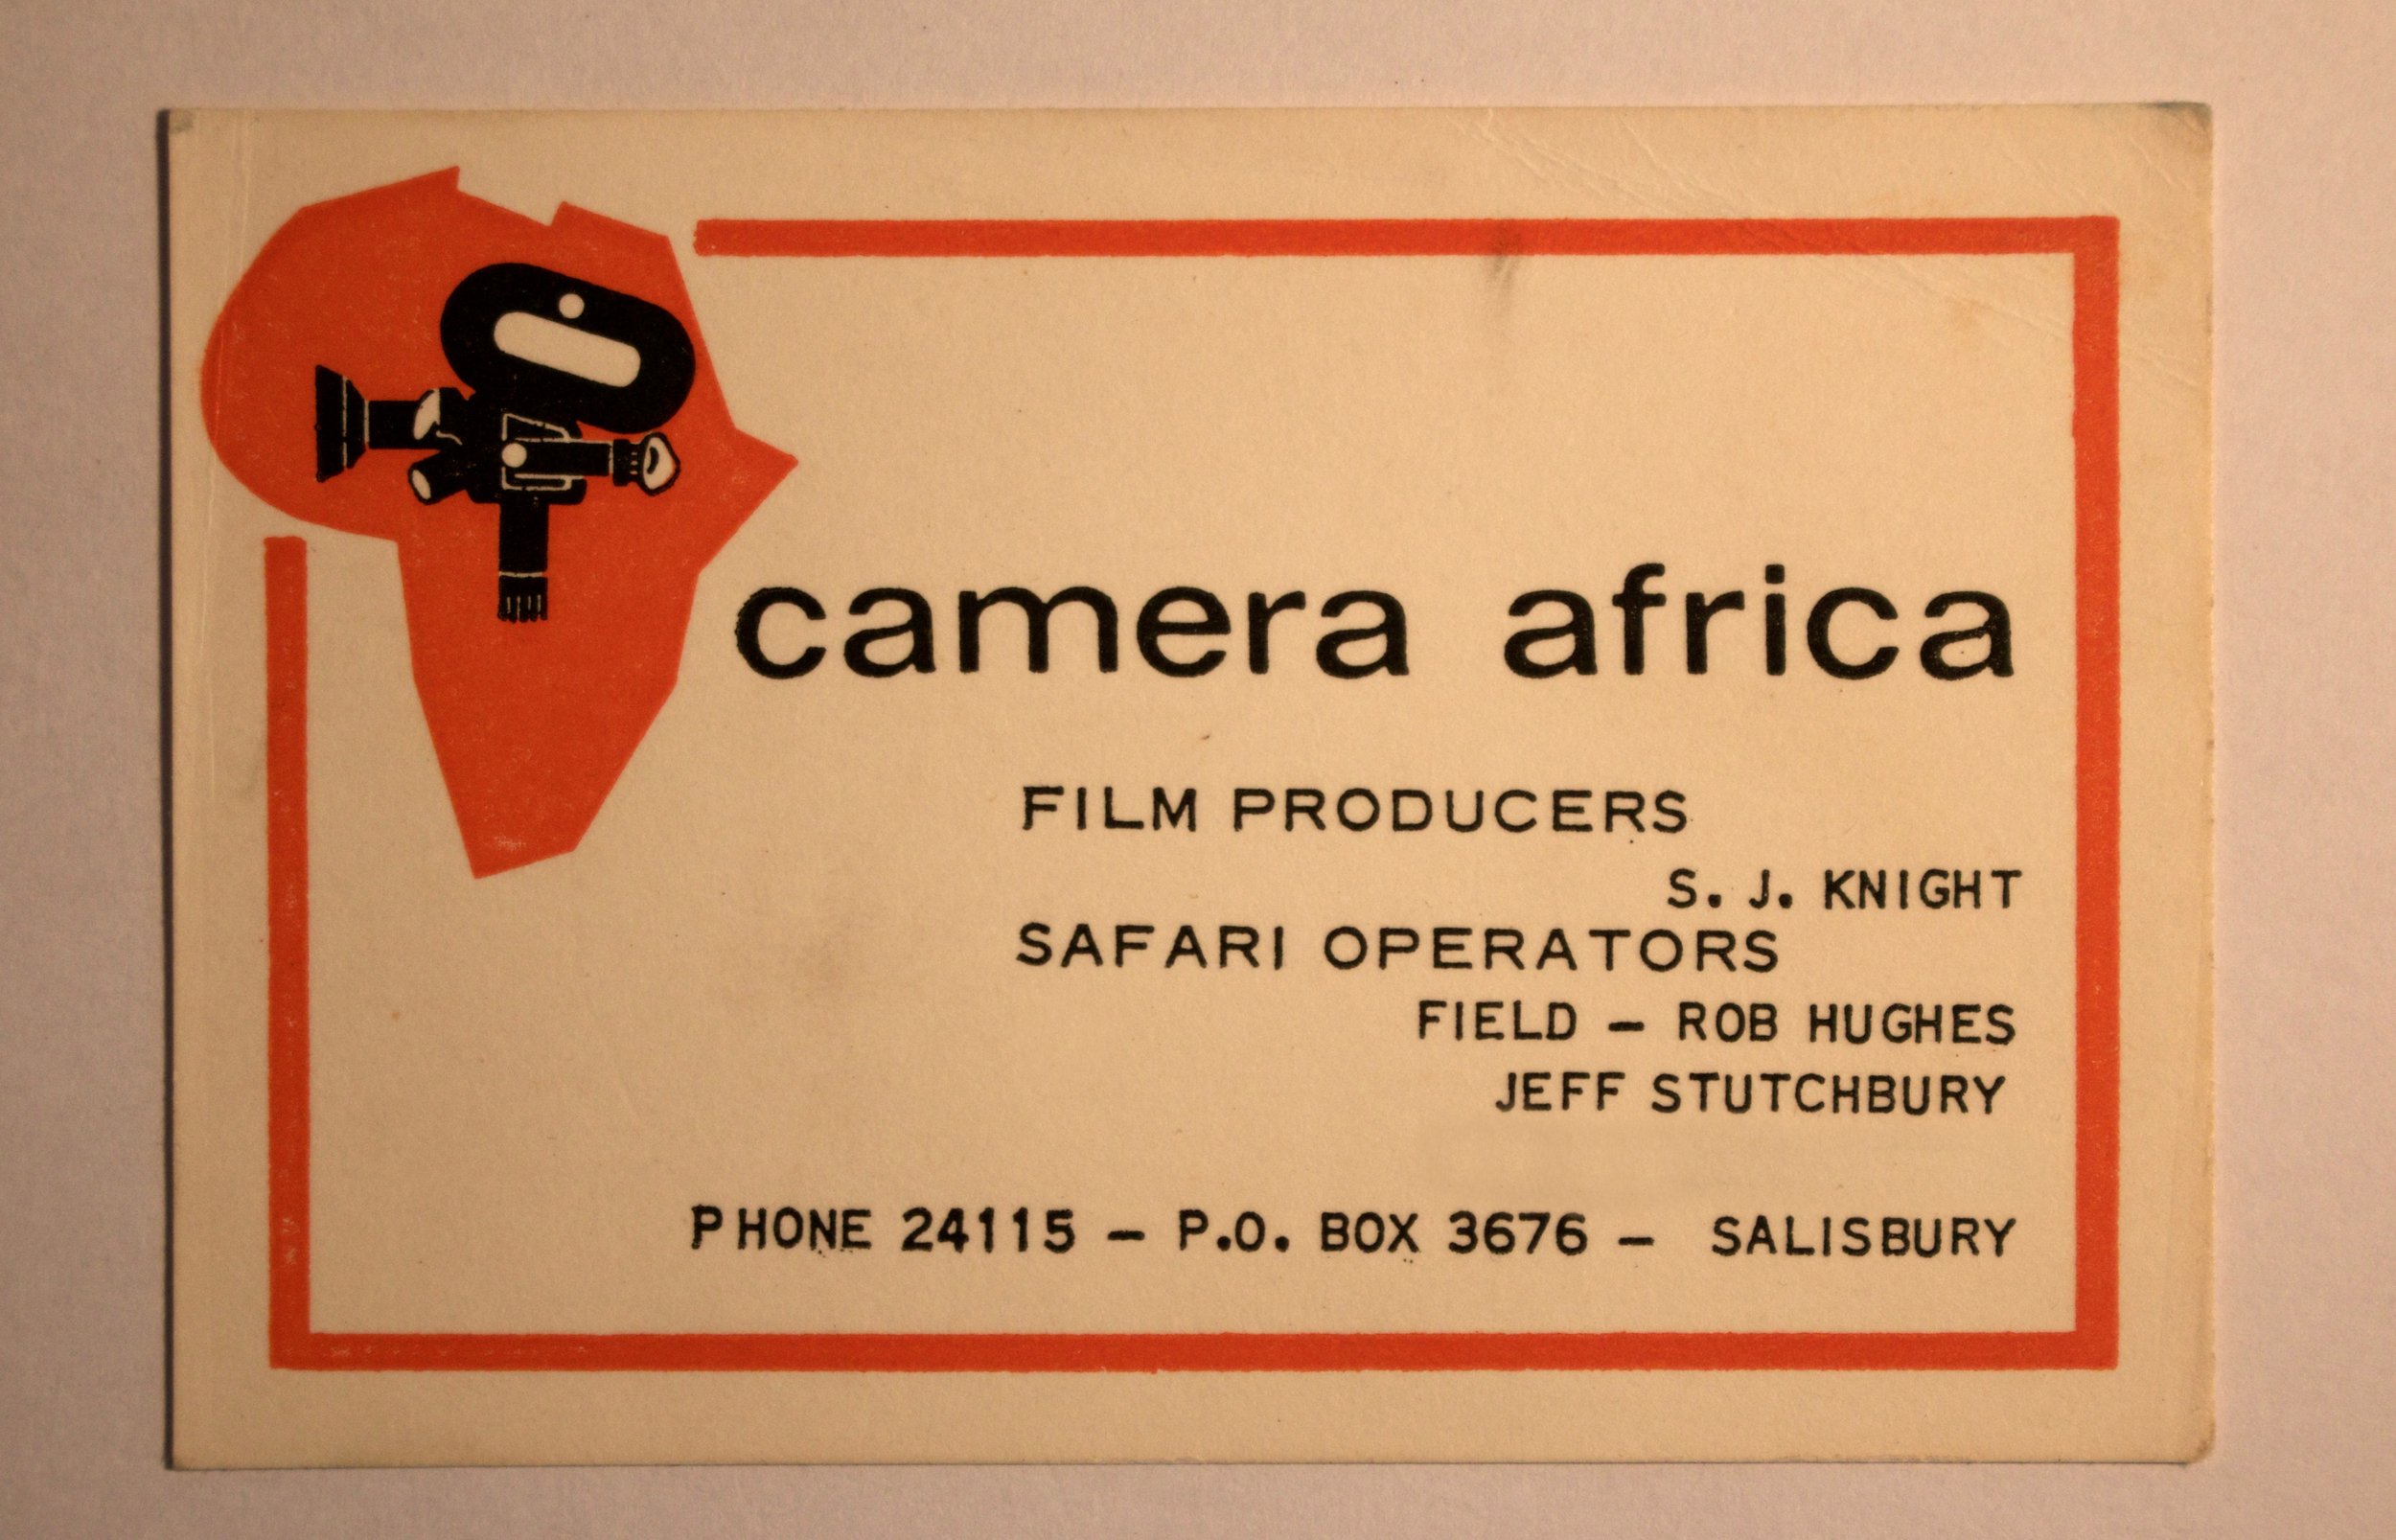 camera africa
FILM PRODUCERS
S. J. KNIGHT
SAFARI OPERATORS
FIELD – ROB HUGHES
JEFF STUTCHBURY
PHONE 24115 – P.O. BOX 3676 – SALISBURY